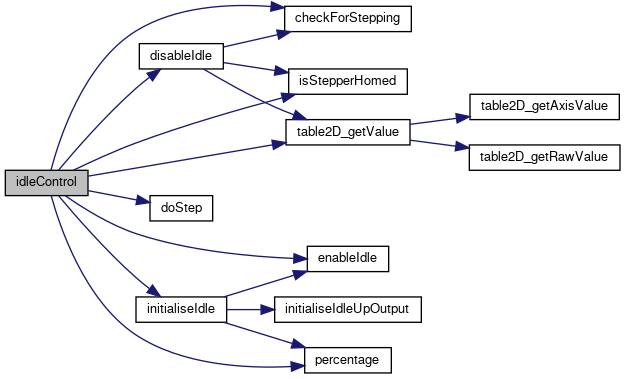 checkForStepping
disableIdle
isStepperHomed
table2D_getAxisValue
table2D_getValue
table2D_getRawValue
idleControl
doStep
enableIdle
initialiseIdle
initialiseIdleUpOutput
percentage